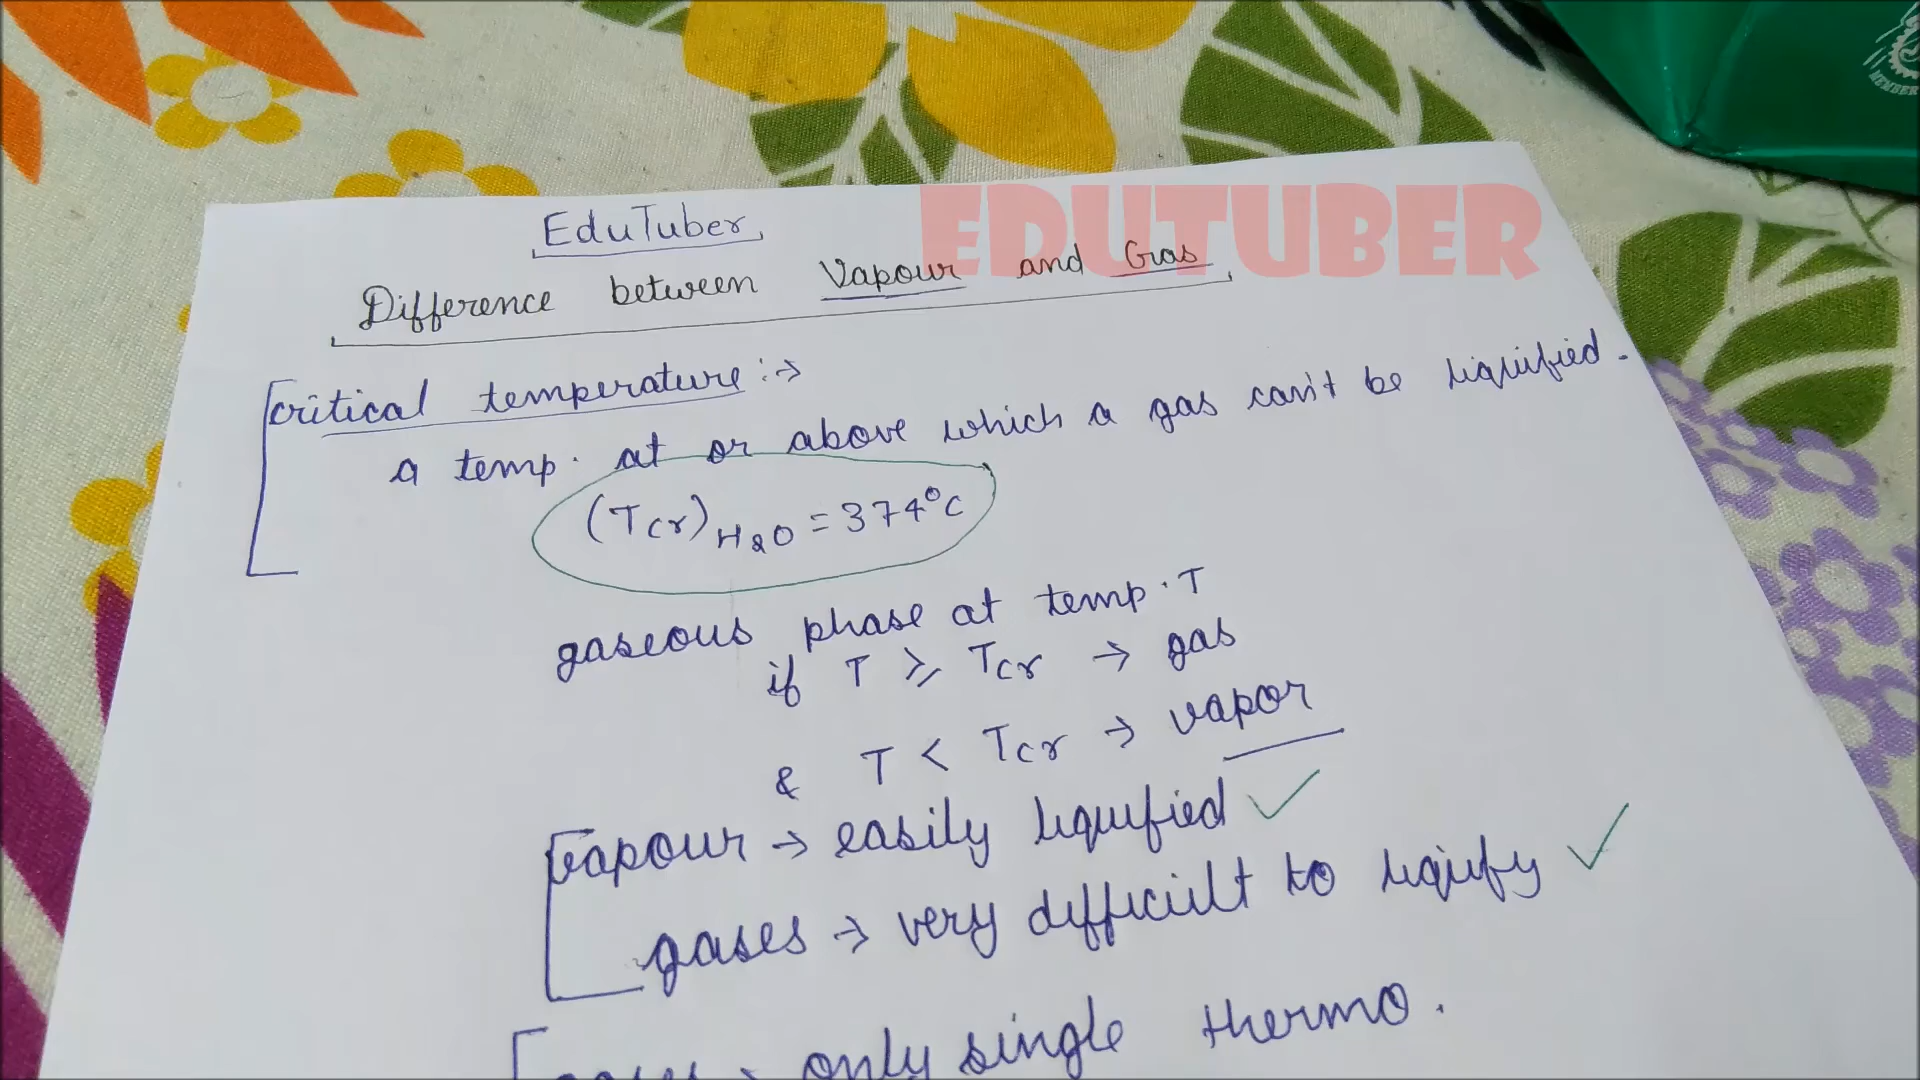 MEMBER
EDUTUBER
EduTuber
Difference between Vapour and Gas
critical temperature :→
a temp. at or above which a gas can't be liquified.
(Tcr)H2O = 374°C
gaseous phase at temp. T
if T ≥ Tcr → gas
& T < Tcr → vapor
Vapour → easily liquified ✓
gases → very difficult to liquify ✓
only single thermo.